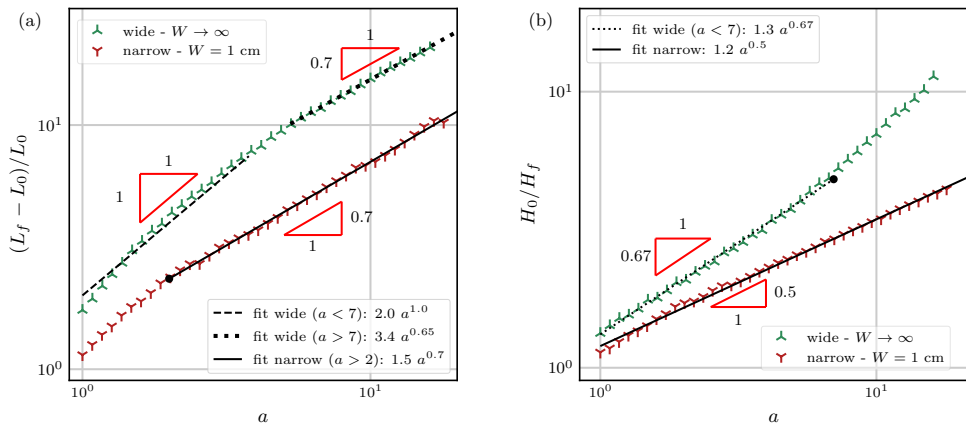 (a)
wide - W → ∞
narrow - W = 1 cm
1
0.7
1
1
0.7
1
10¹
10⁰
(L_f − L_0)/L_0
fit wide (a < 7): 2.0 a^{1.0}
fit wide (a > 7): 3.4 a^{0.65}
fit narrow (a > 2): 1.5 a^{0.7}
10⁰
10¹
a
(b)
fit wide (a < 7): 1.3 a^{0.67}
fit narrow: 1.2 a^{0.5}
10¹
10⁰
H_0/H_f
1
0.67
0.5
1
wide - W → ∞
narrow - W = 1 cm
10⁰
10¹
a